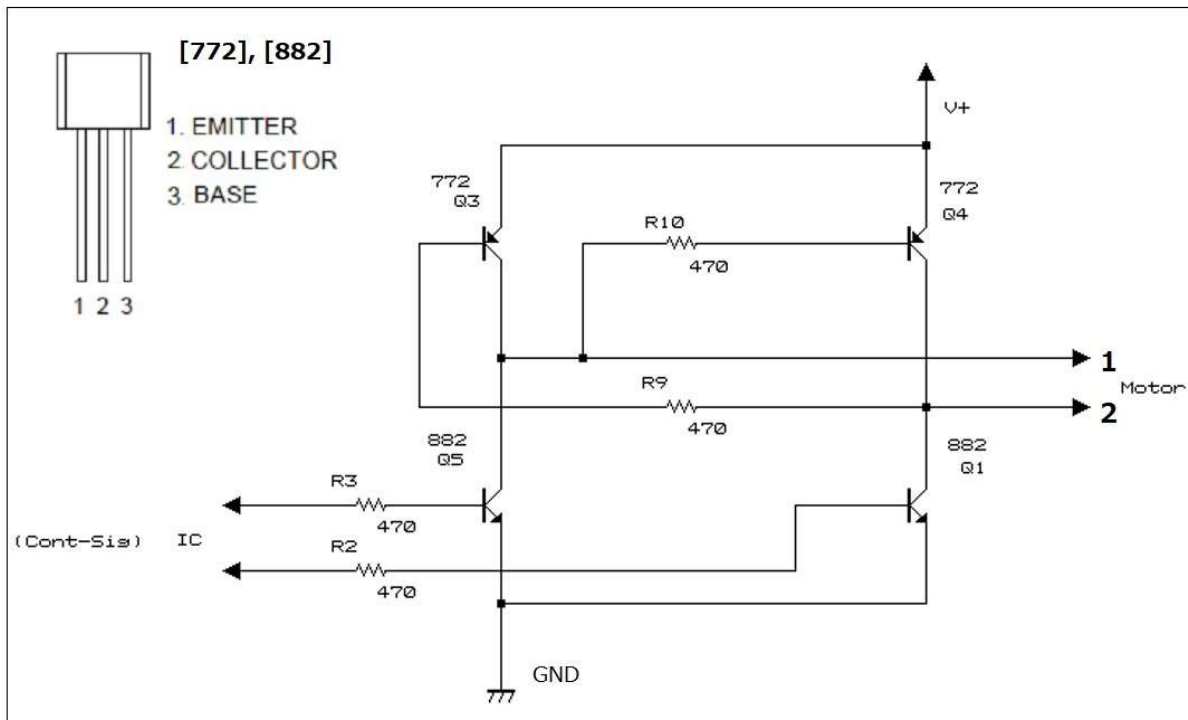 [772], [882]
1. EMITTER
2. COLLECTOR
3. BASE
1 2 3
V+
772
Q3
772
Q4
R10
470
1
Motor
2
R9
470
882
Q5
882
Q1
R3
470
(Cont-Sig) IC
R2
470
GND